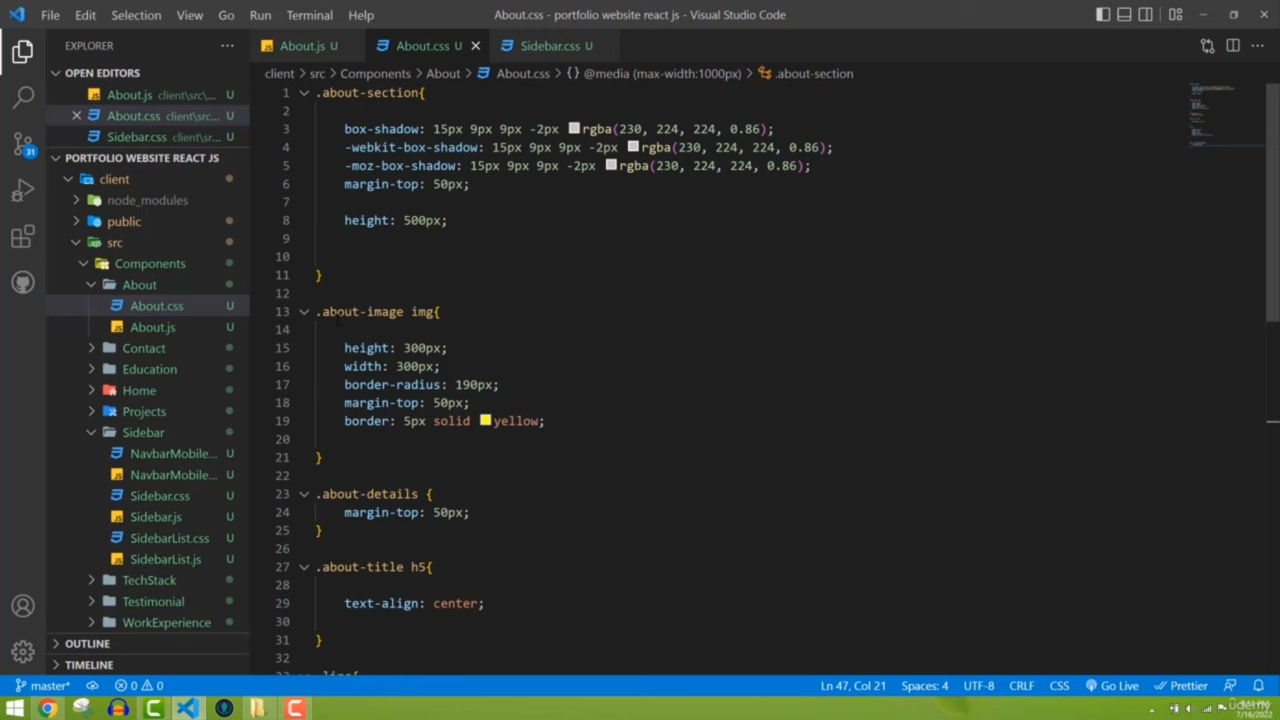 File Edit Selection View Go Run Terminal Help About.css - portfolio website react js - Visual Studio Code
EXPLORER
About.js U
About.css U
Sidebar.css U
client > src > Components > About > About.css > {} @media (max-width:1000px) > .about-section
OPEN EDITORS
About.js client\src\... U
About.css client\src... U
Sidebar.css client\sr... U
PORTFOLIO WEBSITE REACT JS
client
node_modules
public
src
Components
About
About.css U
About.js U
Contact
Education
Home
Projects
Sidebar
NavbarMobile... U
NavbarMobile... U
Sidebar.css U
Sidebar.js U
SidebarList.css U
SidebarList.js U
TechStack
Testimonial
WorkExperience
OUTLINE
TIMELINE
31
1 .about-section{
2
3 box-shadow: 15px 9px 9px -2px rgba(230, 224, 224, 0.86);
4 -webkit-box-shadow: 15px 9px 9px -2px rgba(230, 224, 224, 0.86);
5 -moz-box-shadow: 15px 9px 9px -2px rgba(230, 224, 224, 0.86);
6 margin-top: 50px;
7
8 height: 500px;
9
10
11 }
12
13 .about-image img{
14
15 height: 300px;
16 width: 300px;
17 border-radius: 190px;
18 margin-top: 50px;
19 border: 5px solid yellow;
20
21 }
22
23 .about-details {
24 margin-top: 50px;
25 }
26
27 .about-title h5{
28
29 text-align: center;
30
31 }
32
33 .line{
master* 0 0 Ln 47, Col 21 Spaces: 4 UTF-8 CRLF CSS Go Live Prettier
7/16/2022
udemy